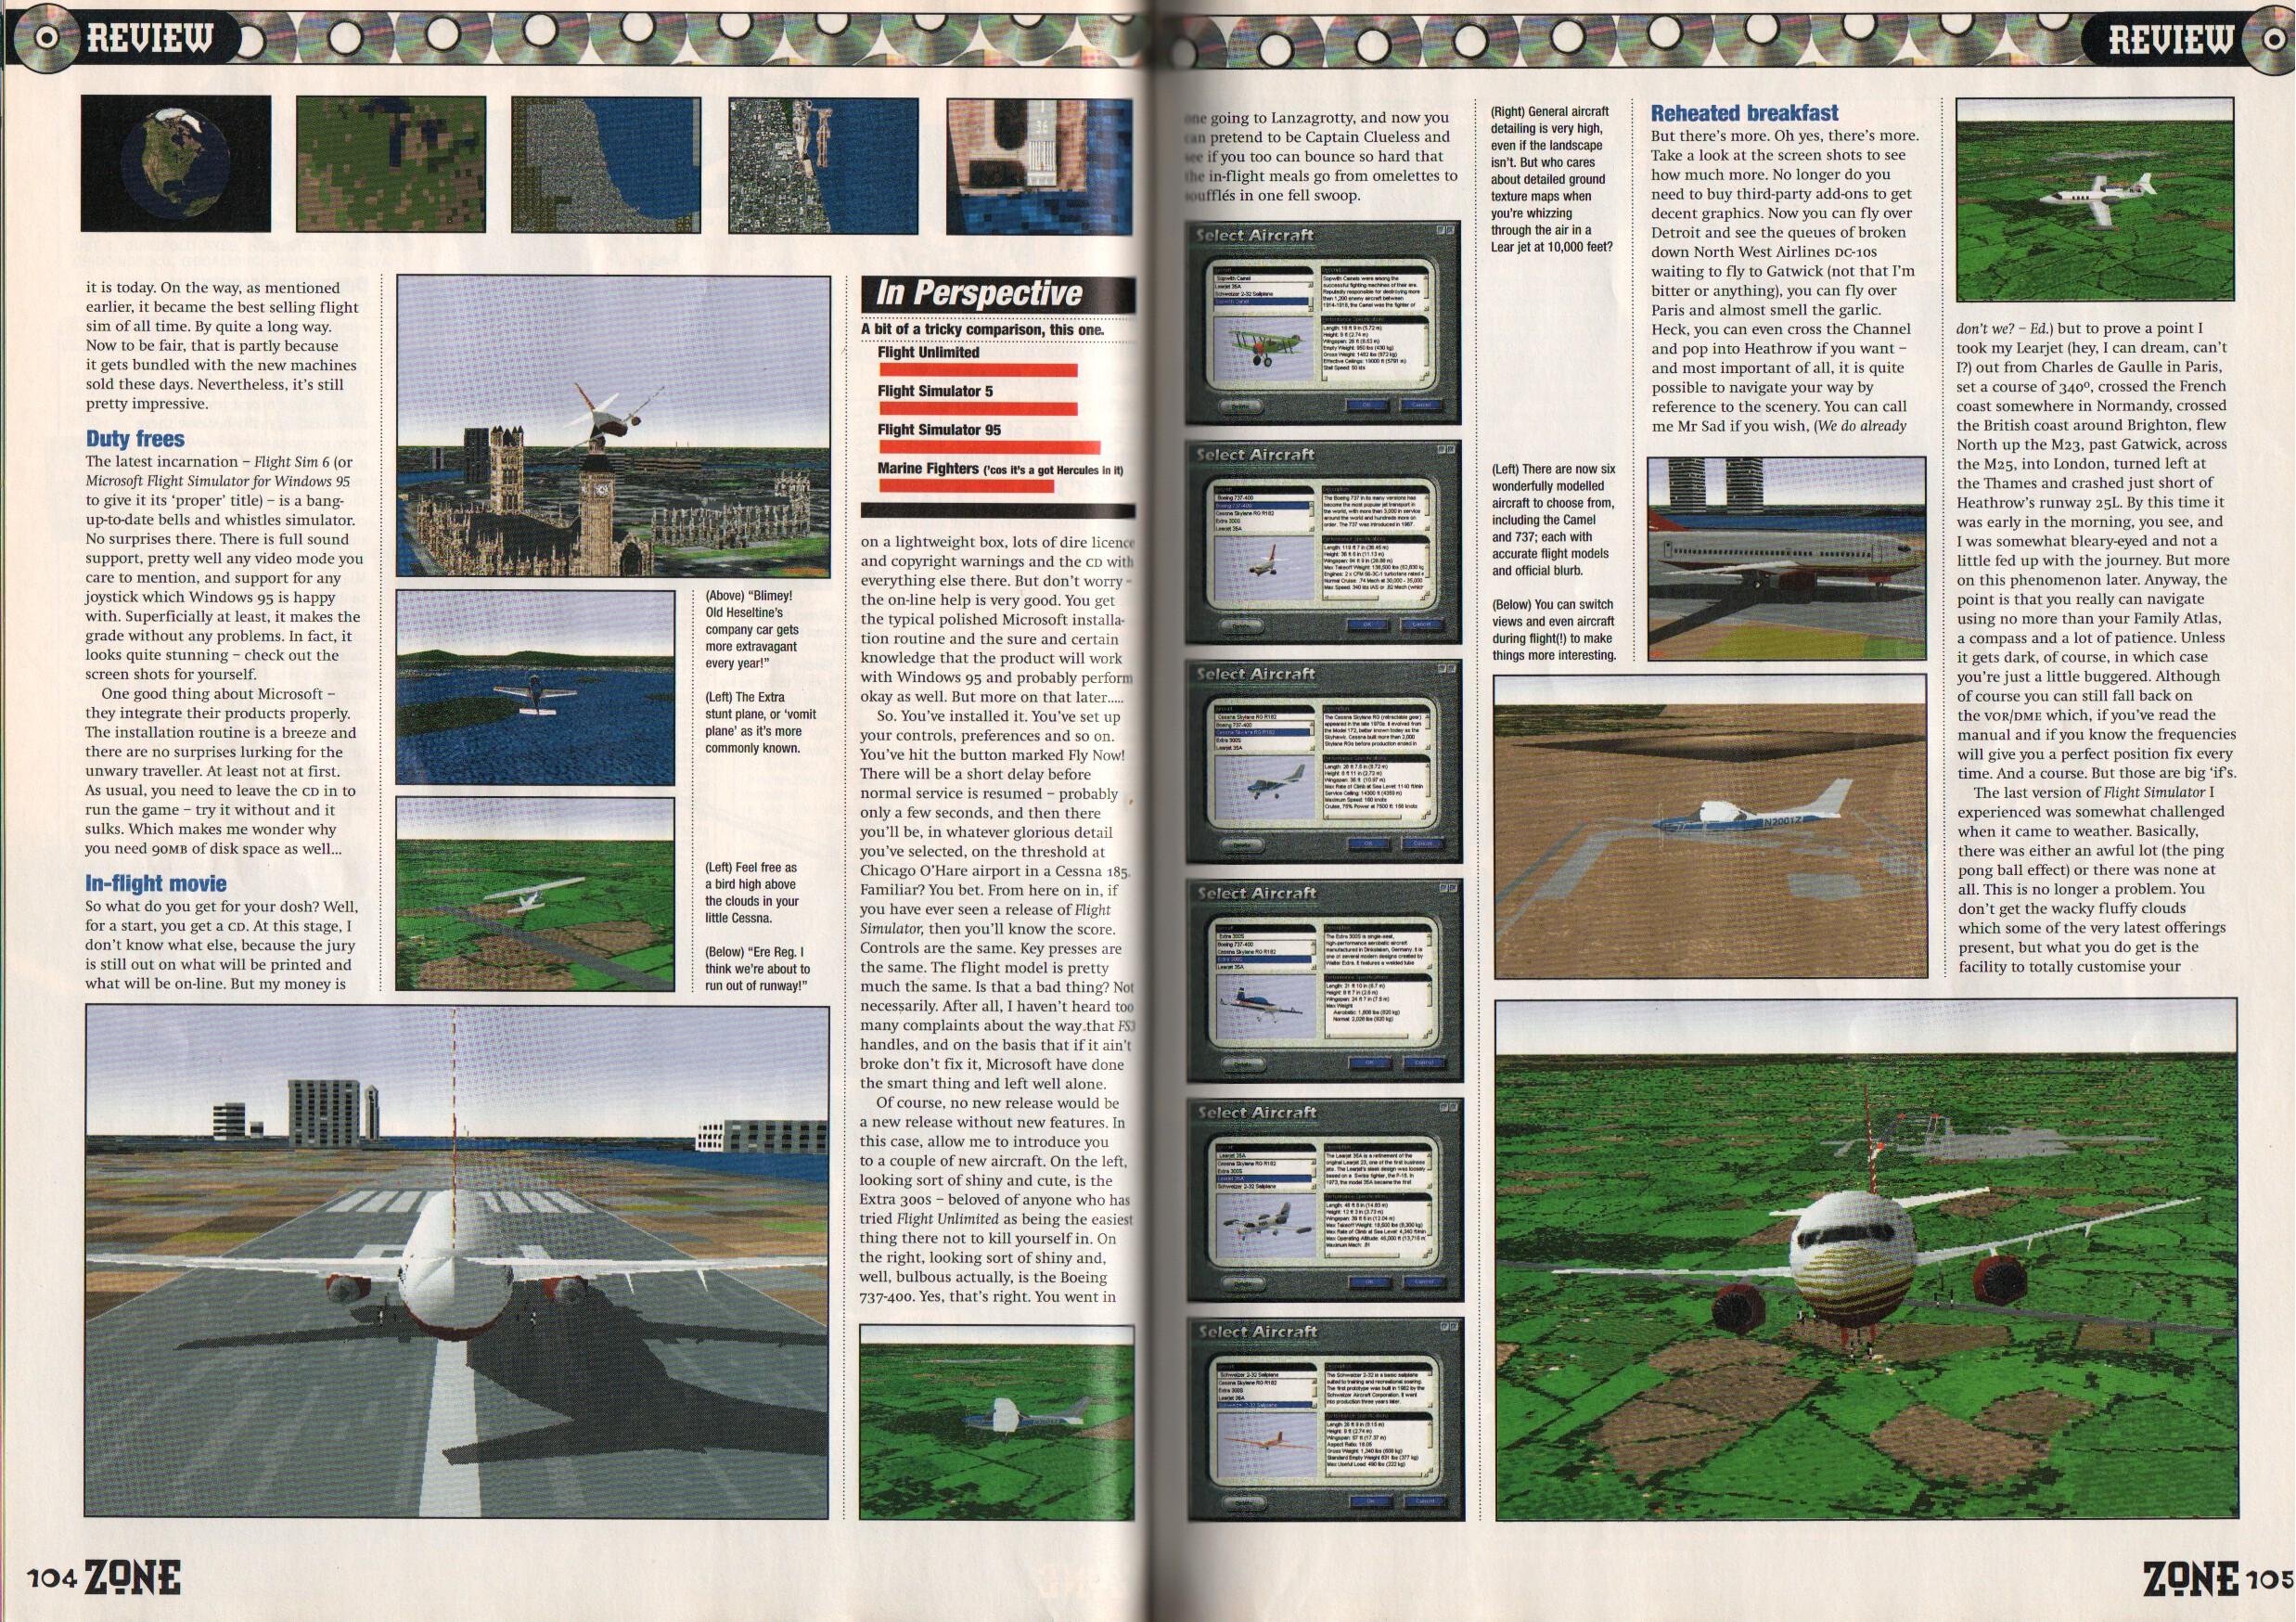 REVIEW
it is today. On the way, as mentioned
earlier, it became the best selling flight
sim of all time. By quite a long way.
Now to be fair, that is partly because
it gets bundled with the new machines
sold these days. Nevertheless, it's still
pretty impressive.
Duty frees
The latest incarnation – Flight Sim 6 (or
Microsoft Flight Simulator for Windows 95
to give it its 'proper' title) – is a bang-
up-to-date bells and whistles simulator.
No surprises there. There is full sound
support, pretty well any video mode you
care to mention, and support for any
joystick which Windows 95 is happy
with. Superficially at least, it makes the
grade without any problems. In fact, it
looks quite stunning – check out the
screen shots for yourself.
One good thing about Microsoft –
they integrate their products properly.
The installation routine is a breeze and
there are no surprises lurking for the
unwary traveller. At least not at first.
As usual, you need to leave the CD in to
run the game – try it without and it
sulks. Which makes me wonder why
you need 90MB of disk space as well...
In-flight movie
So what do you get for your dosh? Well,
for a start, you get a CD. At this stage, I
don't know what else, because the jury
is still out on what will be printed and
what will be on-line. But my money is
(Above) "Blimey!
Old Heseltine's
company car gets
more extravagant
every year!"
(Left) The Extra
stunt plane, or 'vomit
plane' as it's more
commonly known.
(Left) Feel free as
a bird high above
the clouds in your
little Cessna.
(Below) "Ere Reg. I
think we're about to
run out of runway!"
In Perspective
A bit of a tricky comparison, this one.
Flight Unlimited
Flight Simulator 5
Flight Simulator 95
Marine Fighters ('cos it's a got Hercules in it)
on a lightweight box, lots of dire licence
and copyright warnings and the CD with
everything else there. But don't worry –
the on-line help is very good. You get
the typical polished Microsoft installa-
tion routine and the sure and certain
knowledge that the product will work
with Windows 95 and probably perform
okay as well. But more on that later.....
So. You've installed it. You've set up
your controls, preferences and so on.
You've hit the button marked Fly Now!
There will be a short delay before
normal service is resumed – probably
only a few seconds, and then there
you'll be, in whatever glorious detail
you've selected, on the threshold at
Chicago O'Hare airport in a Cessna 185.
Familiar? You bet. From here on in, if
you have ever seen a release of Flight
Simulator, then you'll know the score.
Controls are the same. Key presses are
the same. The flight model is pretty
much the same. Is that a bad thing? Not
necessarily. After all, I haven't heard too
many complaints about the way that
handles, and on the basis that if it ain't
broke don't fix it, Microsoft have done
the smart thing and left well alone.
Of course, no new release would be
a new release without new features. In
this case, allow me to introduce you
to a couple of new aircraft. On the left,
looking sort of shiny and cute, is the
Extra 300s – beloved of anyone who has
tried Flight Unlimited as being the easiest
thing there not to kill yourself in. On
the right, looking sort of shiny and,
well, bulbous actually, is the Boeing
737-400. Yes, that's right. You went in
104 ZONE
REVIEW
one going to Lanzagrotty, and now you
can pretend to be Captain Clueless and
see if you too can bounce so hard that
the in-flight meals go from omelettes to
soufflés in one fell swoop.
Select Aircraft
Select Aircraft
Select Aircraft
Select Aircraft
Select Aircraft
Select Aircraft
(Right) General aircraft
detailing is very high,
even if the landscape
isn't. But who cares
about detailed ground
texture maps when
you're whizzing
through the air in a
Lear jet at 10,000 feet?
(Left) There are now six
wonderfully modelled
aircraft to choose from,
including the Camel
and 737; each with
accurate flight models
and official blurb.
(Below) You can switch
views and even aircraft
during flight(!) to make
things more interesting.
Reheated breakfast
But there's more. Oh yes, there's more.
Take a look at the screen shots to see
how much more. No longer do you
need to buy third-party add-ons to get
decent graphics. Now you can fly over
Detroit and see the queues of broken
down North West Airlines DC-10s
waiting to fly to Gatwick (not that I'm
bitter or anything), you can fly over
Paris and almost smell the garlic.
Heck, you can even cross the Channel
and pop into Heathrow if you want –
and most important of all, it is quite
possible to navigate your way by
reference to the scenery. You can call
me Mr Sad if you wish, (We do already
N2001Z
don't we? – Ed.) but to prove a point I
took my Learjet (hey, I can dream, can't
I?) out from Charles de Gaulle in Paris,
set a course of 340º, crossed the French
coast somewhere in Normandy, crossed
the British coast around Brighton, flew
North up the M23, past Gatwick, across
the M25, into London, turned left at
the Thames and crashed just short of
Heathrow's runway 25L. By this time it
was early in the morning, you see, and
I was somewhat bleary-eyed and not a
little fed up with the journey. But more
on this phenomenon later. Anyway, the
point is that you really can navigate
using no more than your Family Atlas,
a compass and a lot of patience. Unless
it gets dark, of course, in which case
you're just a little buggered. Although
of course you can still fall back on
the VOR/DME which, if you've read the
manual and if you know the frequencies
will give you a perfect position fix every
time. And a course. But those are big 'if's.
The last version of Flight Simulator I
experienced was somewhat challenged
when it came to weather. Basically,
there was either an awful lot (the ping
pong ball effect) or there was none at
all. This is no longer a problem. You
don't get the wacky fluffy clouds
which some of the very latest offerings
present, but what you do get is the
facility to totally customise your
ZONE 105